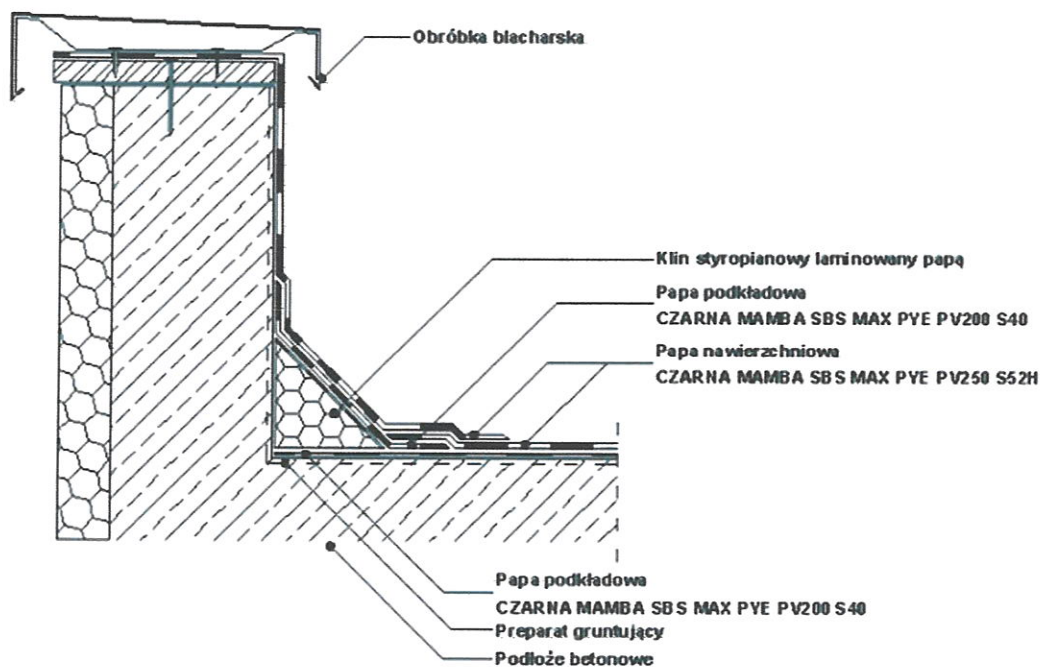 Obróbka blacharska
Klin styropianowy laminowany papą
Papa podkładowa
CZARNA MAMBA SBS MAX PYE PV200 S40
Papa nawierzchniowa
CZARNA MAMBA SBS MAX PYE PV250 S52H
Papa podkładowa
CZARNA MAMBA SBS MAX PYE PV200 S40
Preparat gruntujący
Podłoże betonowe